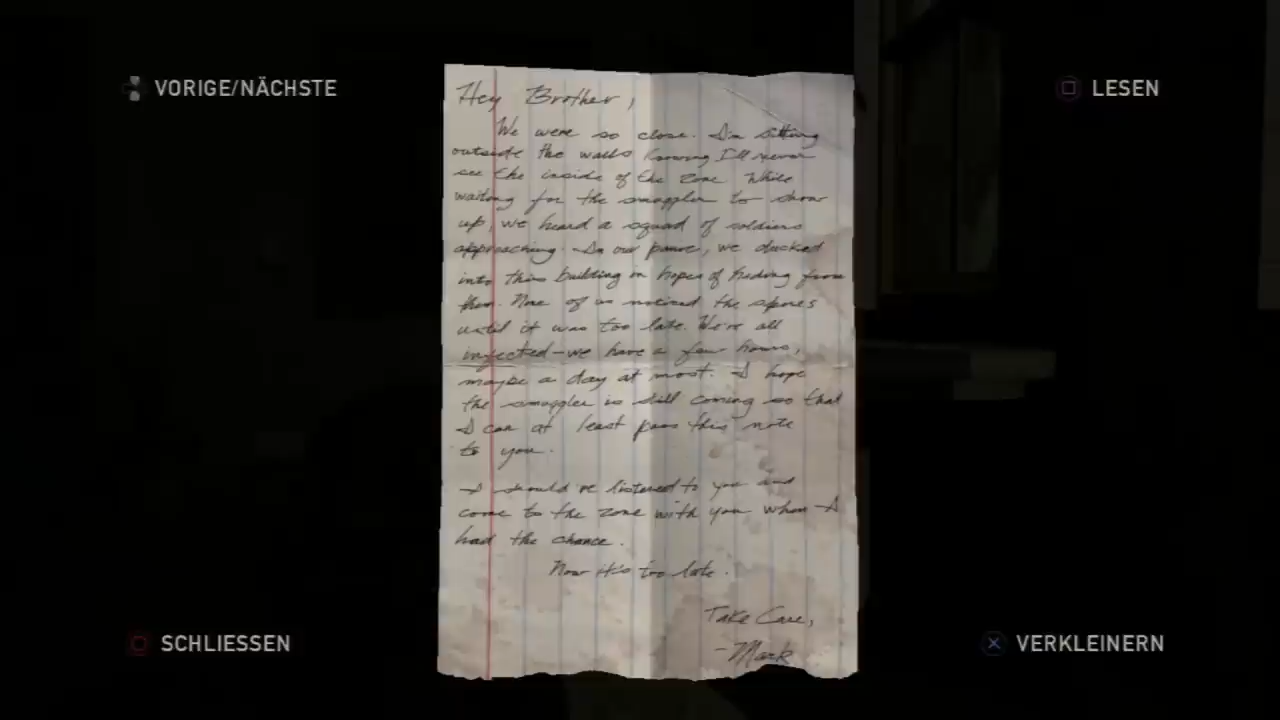 VORIGE/NÄCHSTE
LESEN
Hey Brother,
We were so close. I'm sitting
outside the walls knowing I'll never
see the inside of the zone. While
waiting for the smuggler to show
up, we heard a squad of soldiers
approaching. In our panic, we ducked
into this building in hopes of hiding from
them. None of us noticed the spores
until it was too late. We're all
infected—we have a few hours,
maybe a day at most. I hope
the smuggler is still coming so that
I can at least pass this note
to you.
I should've listened to you and
come to the zone with you when I
had the chance.
Now it's too late.
Take Care,
-Mark
SCHLIESSEN
VERKLEINERN